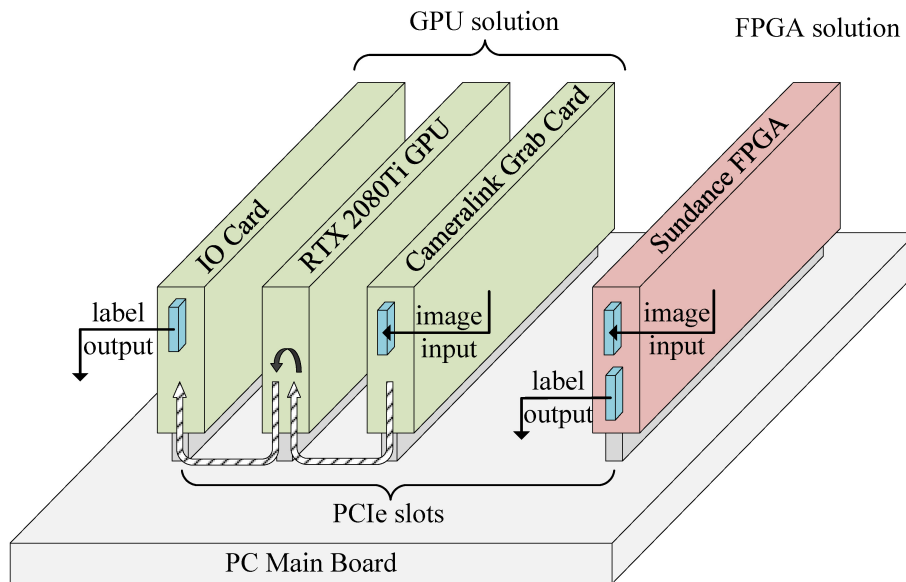 GPU solution
FPGA solution
IO Card
RTX 2080Ti GPU
Cameralink Grab Card
Sundance FPGA
label
output
image
input
image
input
label
output
PCIe slots
PC Main Board